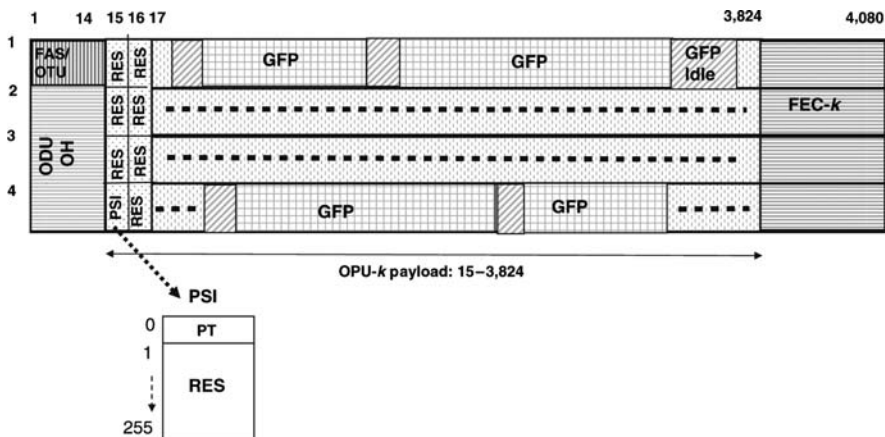 1 14 15 16 17 3,824 4,080
1 FAS/ OTU RES RES GFP GFP GFP Idle
2 RES RES FEC-k
3 ODU OH RES RES
4 PSI RES GFP GFP
OPU-k payload: 15–3,824
PSI
0 PT
1
RES
255